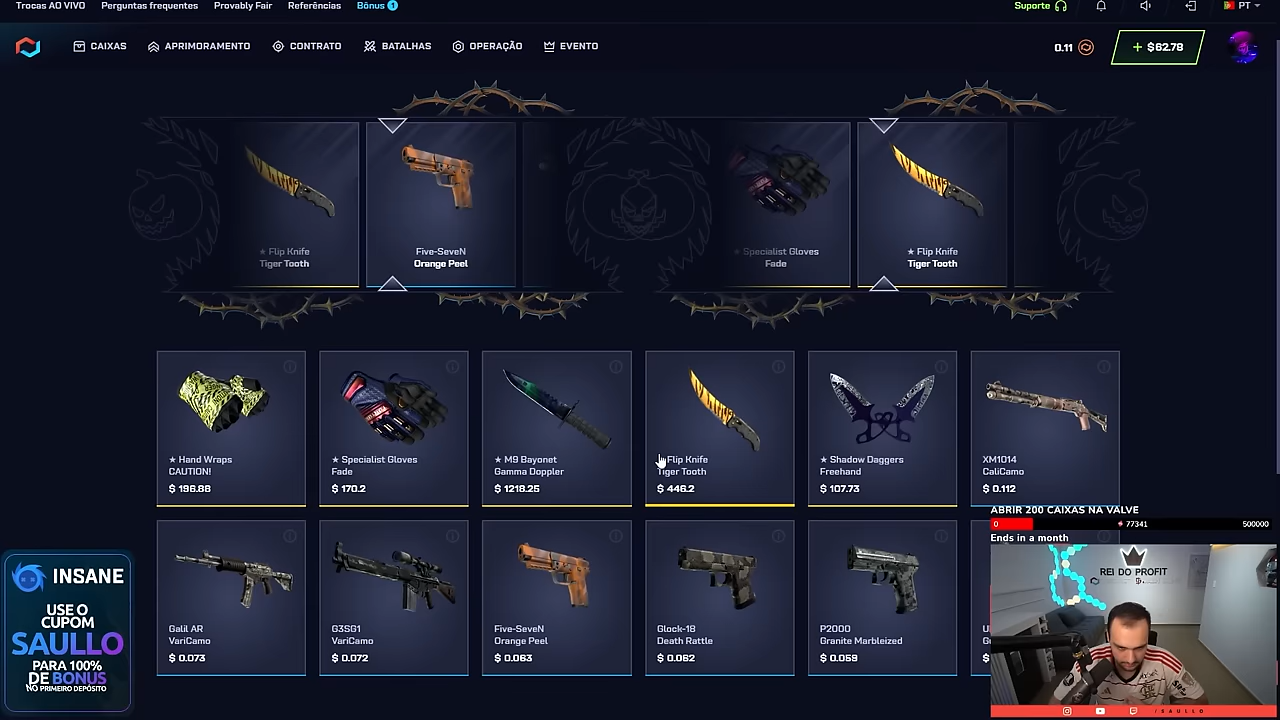 Trocas AO VIVO Perguntas frequentes Provably Fair Referências Bônus 1 Suporte PT
CAIXAS APRIMORAMENTO CONTRATO BATALHAS OPERAÇÃO EVENTO 0.11 + $62.78
★ Flip Knife
Tiger Tooth
Five-SeveN
Orange Peel
★ Specialist Gloves
Fade
★ Flip Knife
Tiger Tooth
★ Hand Wraps
CAUTION!
$ 196.88
★ Specialist Gloves
Fade
$ 170.2
★ M9 Bayonet
Gamma Doppler
$ 1218.25
Flip Knife
Tiger Tooth
$ 446.2
★ Shadow Daggers
Freehand
$ 107.73
XM1014
CaliCamo
$ 0.112
Galil AR
VariCamo
$ 0.073
G3SG1
VariCamo
$ 0.072
Five-SeveN
Orange Peel
$ 0.063
Glock-18
Death Rattle
$ 0.062
P2000
Granite Marbleized
$ 0.059
$
ABRIR 200 CAIXAS NA VALVE
0 77341 500000
Ends in a month
REI DO PROFIT
/SAULLO
INSANE
USE O
CUPOM
SAULLO
PARA 100%
DE BONUS
NO PRIMEIRO DEPÓSITO